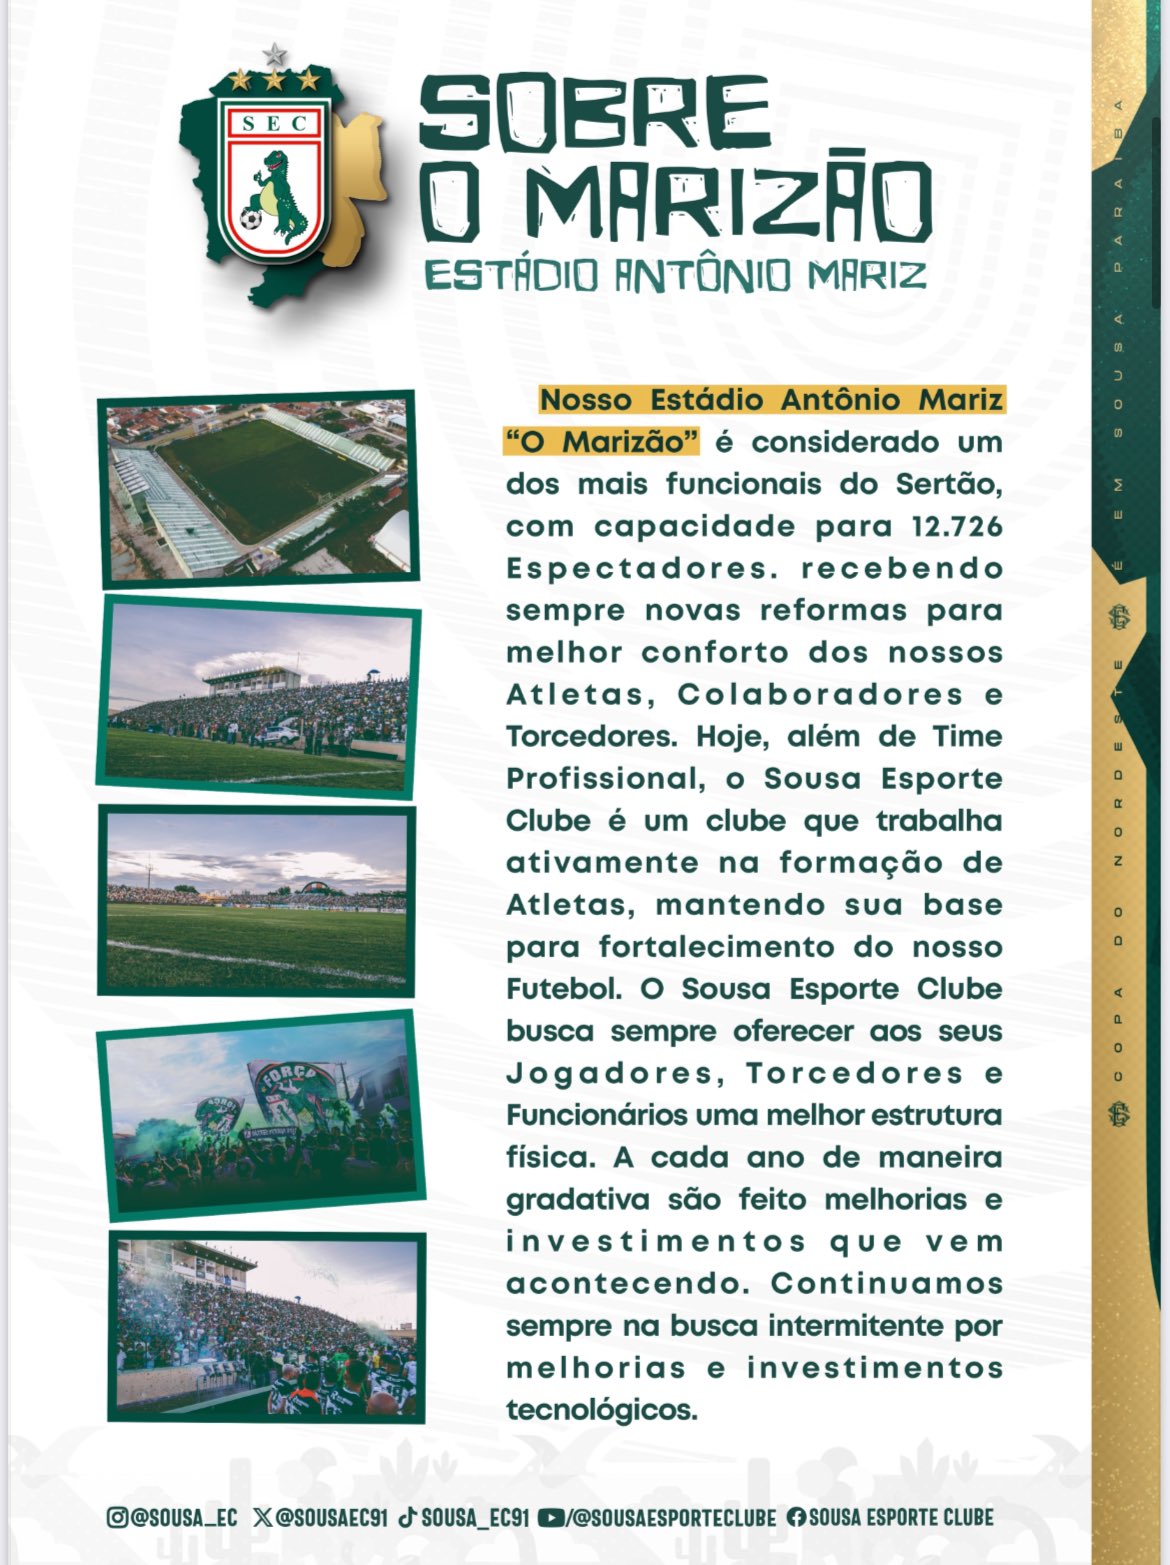 SEC
SOBRE
O MARIZÃO
ESTÁDIO ANTÔNIO MARIZ
Nosso Estádio Antônio Mariz
“O Marizão” é considerado um
dos mais funcionais do Sertão,
com capacidade para 12.726
Espectadores. recebendo
sempre novas reformas para
melhor conforto dos nossos
Atletas, Colaboradores e
Torcedores. Hoje, além de Time
Profissional, o Sousa Esporte
Clube é um clube que trabalha
ativamente na formação de
Atletas, mantendo sua base
para fortalecimento do nosso
Futebol. O Sousa Esporte Clube
busca sempre oferecer aos seus
Jogadores, Torcedores e
Funcionários uma melhor estrutura
física. A cada ano de maneira
gradativa são feito melhorias e
investimentos que vem
acontecendo. Continuamos
sempre na busca intermitente por
melhorias e investimentos
tecnológicos.
FORÇA
COPA DO NORDESTE É EM SOUSA PARAIBA
@SOUSA_EC @SOUSAEC91 SOUSA_EC91 /@SOUSAESPORTECLUBE SOUSA ESPORTE CLUBE